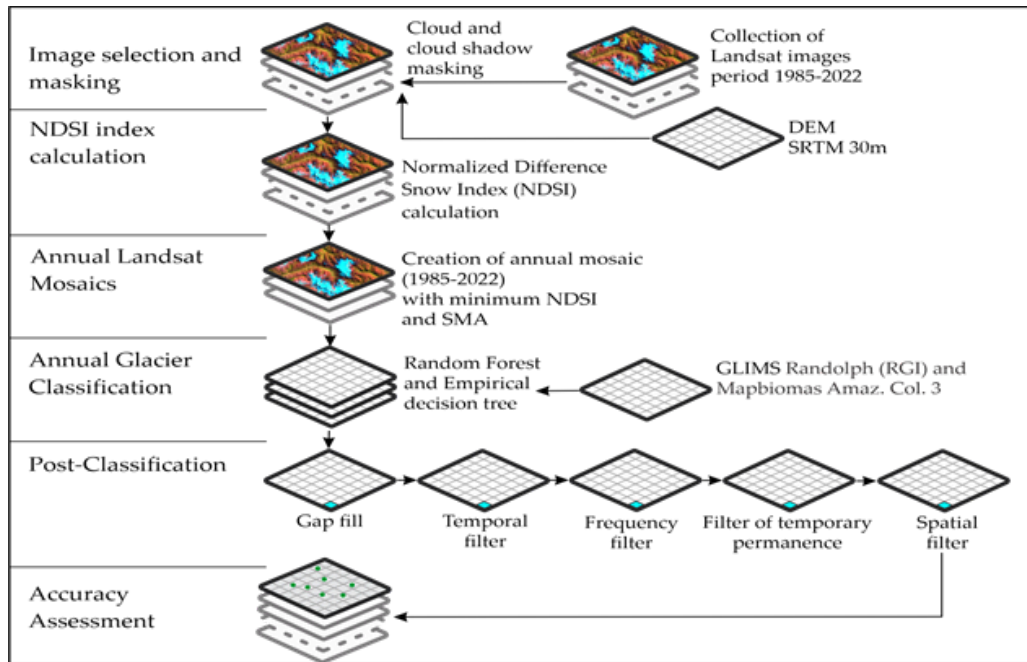 Image selection and
masking
Cloud and
cloud shadow
masking
Collection of
Landsat images
period 1985-2022
DEM
SRTM 30m
NDSI index
calculation
Normalized Difference
Snow Index (NDSI)
calculation
Annual Landsat
Mosaics
Creation of annual mosaic
(1985-2022)
with minimum NDSI
and SMA
Annual Glacier
Classification
Random Forest
and Empirical
decision tree
GLIMS Randolph (RGI) and
Mapbiomas Amaz. Col. 3
Post-Classification
Gap fill
Temporal
filter
Frequency
filter
Filter of temporary
permanence
Spatial
filter
Accuracy
Assessment